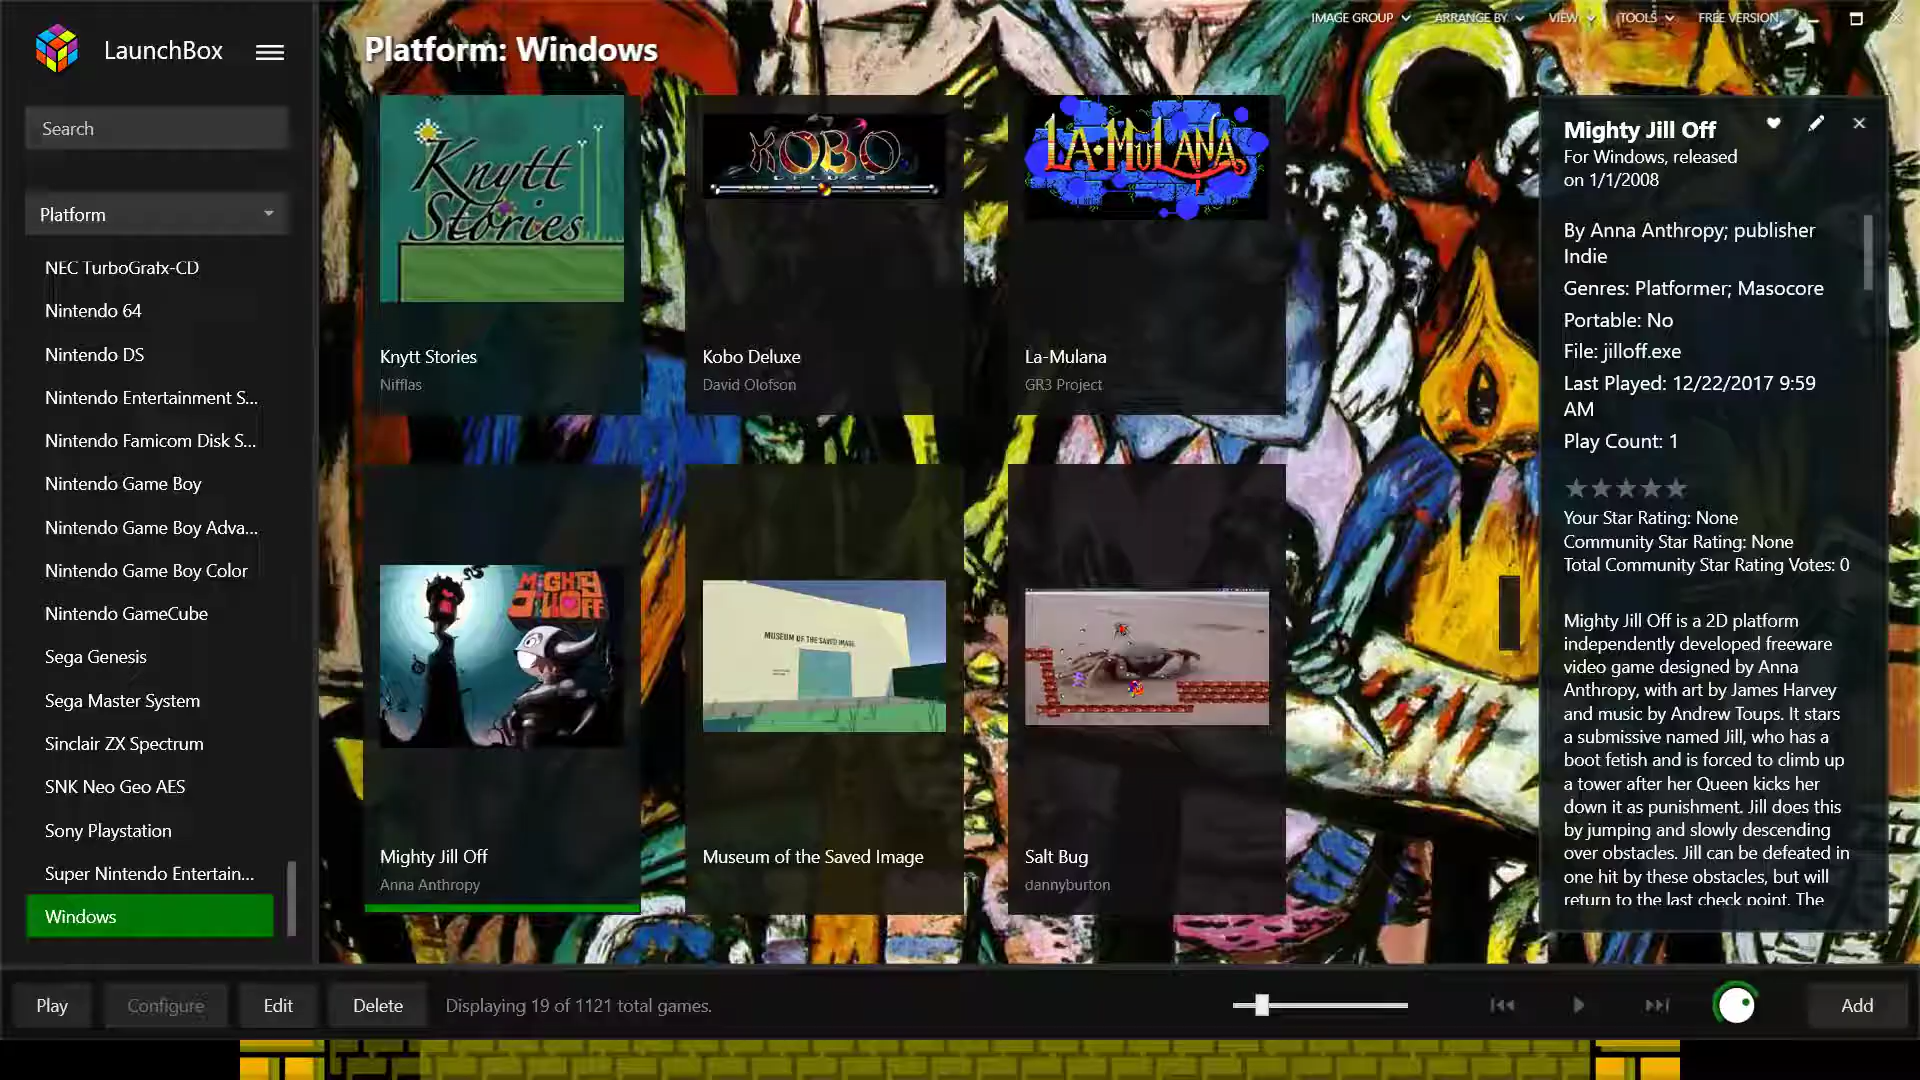 LaunchBox
Search
Platform
NEC TurboGrafx-CD
Nintendo 64
Nintendo DS
Nintendo Entertainment S...
Nintendo Famicom Disk S...
Nintendo Game Boy
Nintendo Game Boy Adva...
Nintendo Game Boy Color
Nintendo GameCube
Sega Genesis
Sega Master System
Sinclair ZX Spectrum
SNK Neo Geo AES
Sony Playstation
Super Nintendo Entertain...
Windows
IMAGE GROUP
ARRANGE BY
VIEW
TOOLS
FREE VERSION
Platform: Windows
Knytt
Stories
KOBO
DELUXE
LA-MULANA
Knytt Stories
Nifflas
Kobo Deluxe
David Olofson
La-Mulana
GR3 Project
MIGHTY
JILL OFF
MUSEUM OF THE SAVED IMAGE
Mighty Jill Off
Anna Anthropy
Museum of the Saved Image
Salt Bug
dannyburton
Mighty Jill Off
For Windows, released
on 1/1/2008
By Anna Anthropy; publisher
Indie
Genres: Platformer; Masocore
Portable: No
File: jilloff.exe
Last Played: 12/22/2017 9:59
AM
Play Count: 1
Your Star Rating: None
Community Star Rating: None
Total Community Star Rating Votes: 0
Mighty Jill Off is a 2D platform
independently developed freeware
video game designed by Anna
Anthropy, with art by James Harvey
and music by Andrew Toups. It stars
a submissive named Jill, who has a
boot fetish and is forced to climb up
a tower after her Queen kicks her
down it as punishment. Jill does this
by jumping and slowly descending
over obstacles. Jill can be defeated in
one hit by these obstacles, but will
return to the last check point. The
Play
Configure
Edit
Delete
Displaying 19 of 1121 total games.
Add